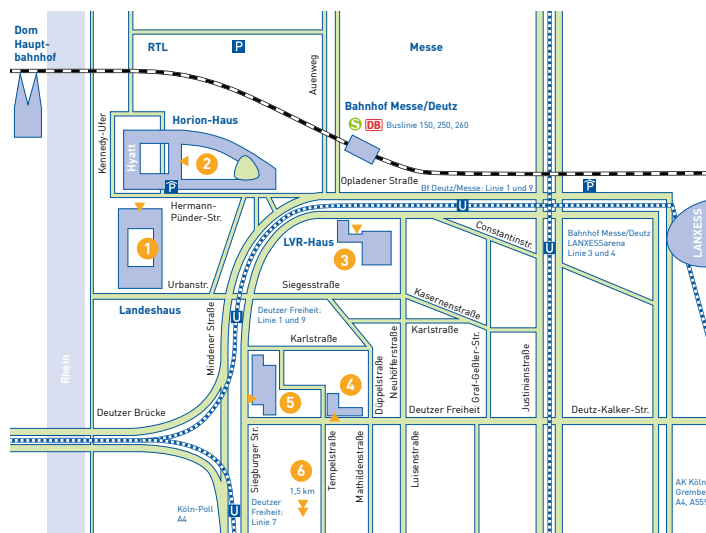 Dom
Haupt-
bahnhof
RTL
P
Auenweg
Messe
Kennedy-Ufer
Horion-Haus
Hyatt
2
P
Bahnhof Messe/Deutz
S DB Buslinie 150, 250, 260
Opladener Straße
Bf Deutz/Messe: Linie 1 und 9
P
U
Hermann-
Pünder-Str.
1
LVR-Haus
3
Constantinstr.
U
Bahnhof Messe/Deutz
LANXESSarena
Linie 3 und 4
LANXESS
Urbanstr.
Siegesstraße
Landeshaus
Mindener Straße
U
Deutzer Freiheit:
Linie 1 und 9
Kasernenstraße
Karlstraße
Karlstraße
Rhein
Düppelstraße
Neuhöfferstraße
Graf-Geßler-Str.
Justinianstraße
4
5
Deutzer Brücke
Deutzer Freiheit
Deutz-Kalker-Str.
Siegburger Str.
6
1,5 km
Tempelstraße
Mathildenstraße
Luisenstraße
Köln-Poll
A4
U
Deutzer
Freiheit:
Linie 7
AK Köln
Gremb
A4, A559